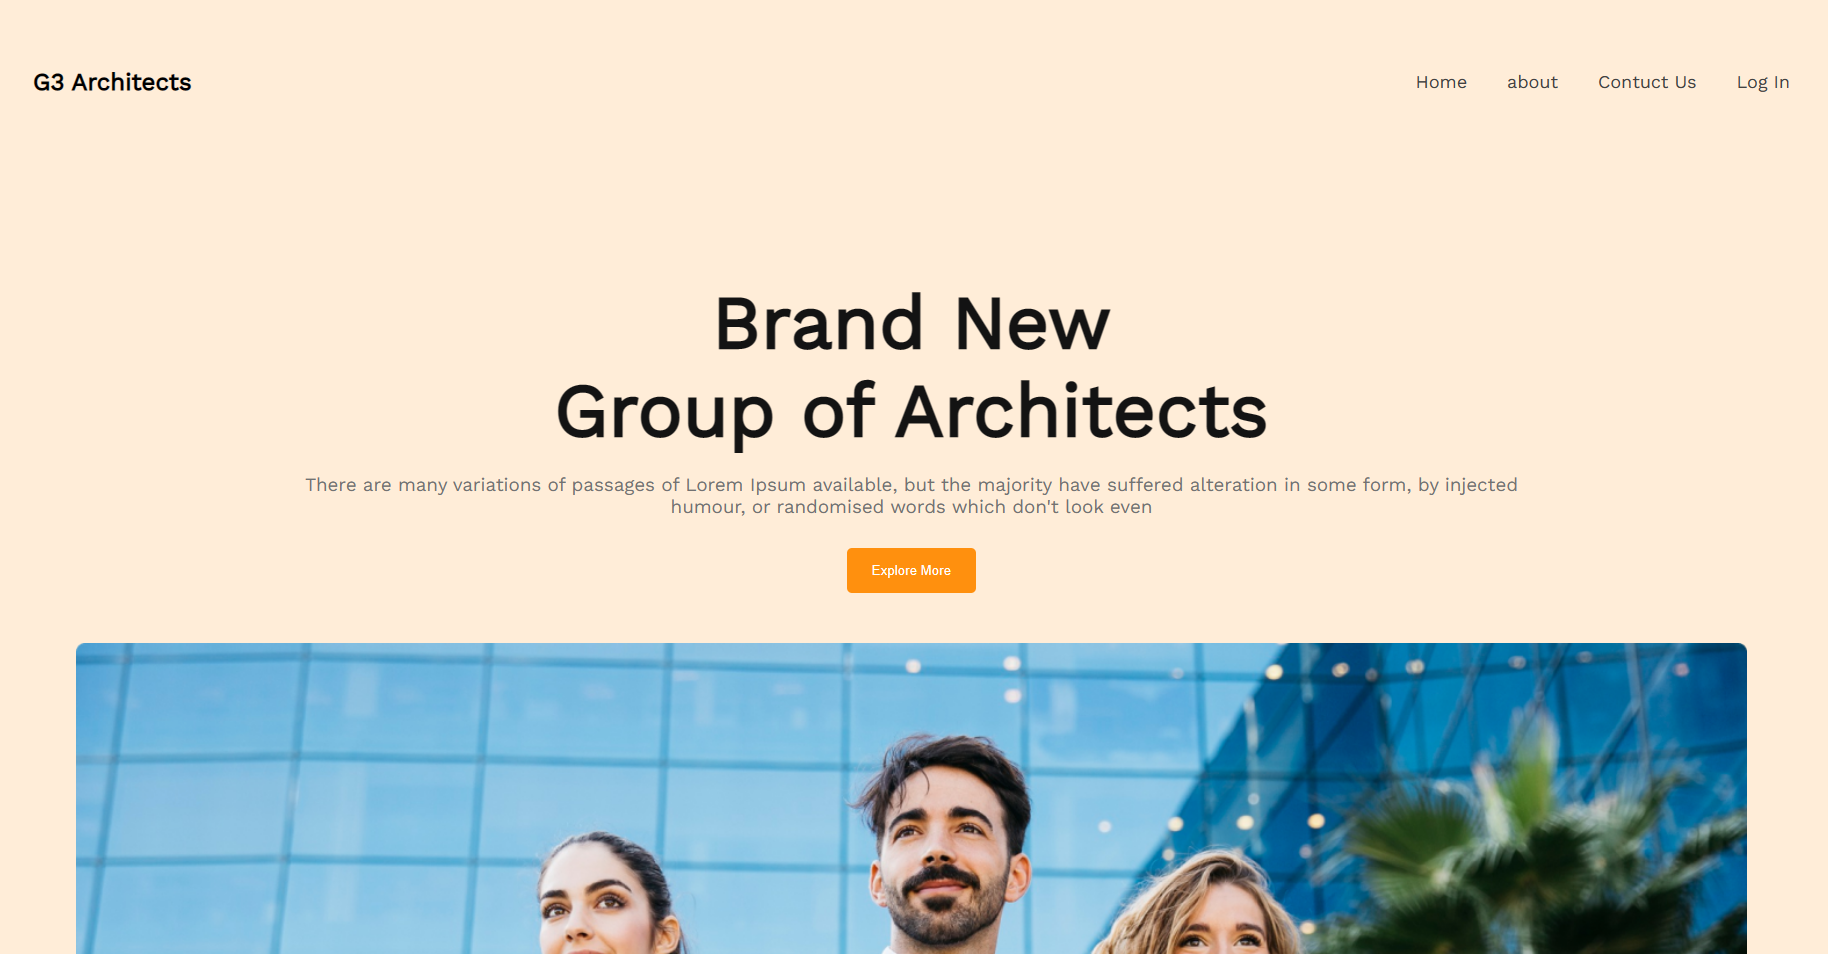 G3 Architects
Home about Contuct Us Log In
Brand New
Group of Architects
There are many variations of passages of Lorem Ipsum available, but the majority have suffered alteration in some form, by injected
humour, or randomised words which don't look even
Explore More